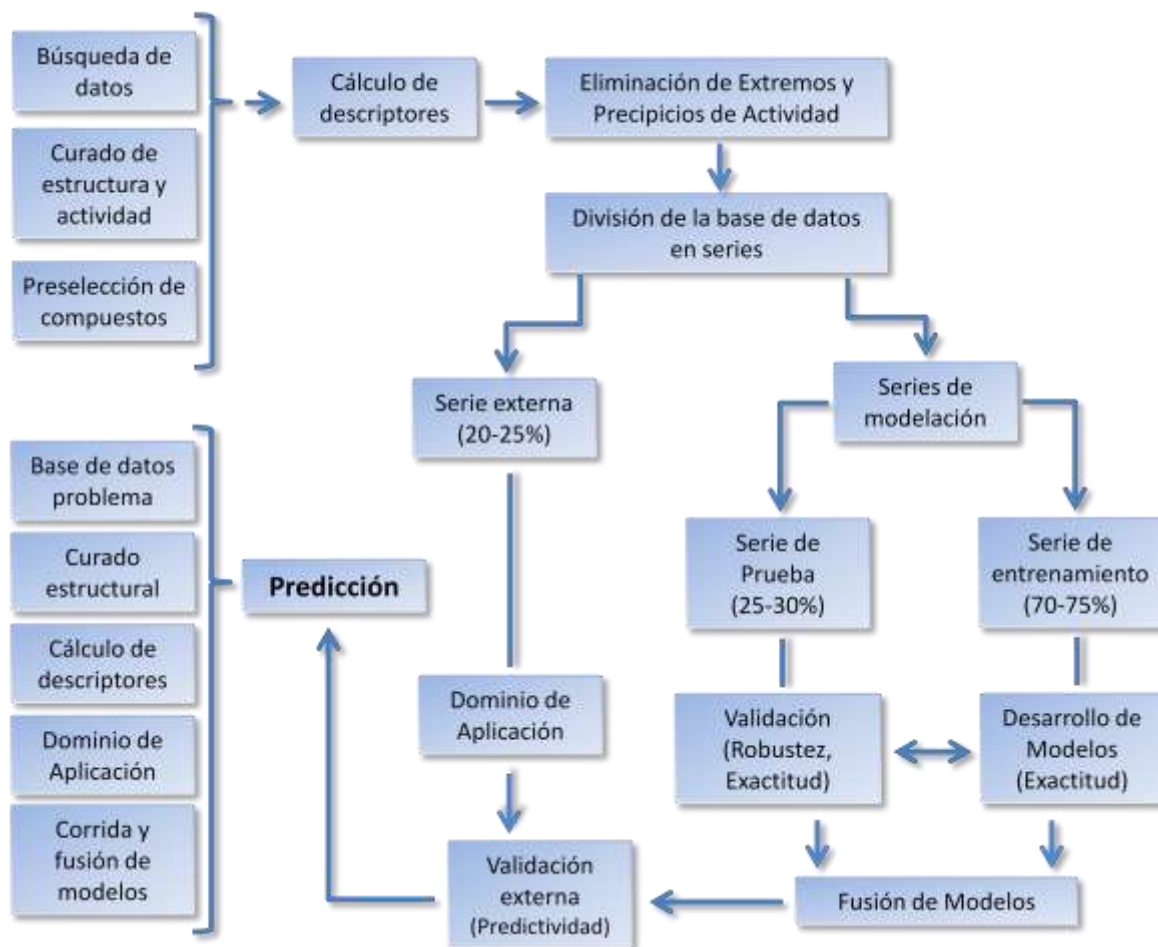 Búsqueda de
datos
Curado de
estructura y
actividad
Preselección de
compuestos
Cálculo de
descriptores
Eliminación de Extremos y
Precipicios de Actividad
División de la base de datos
en series
Serie externa
(20-25%)
Series de
modelación
Serie de
Prueba
(25-30%)
Serie de
entrenamiento
(70-75%)
Dominio de
Aplicación
Validación
(Robustez,
Exactitud)
Desarrollo de
Modelos
(Exactitud)
Fusión de Modelos
Validación
externa
(Predictividad)
Predicción
Base de datos
problema
Curado
estructural
Cálculo de
descriptores
Dominio de
Aplicación
Corrida y
fusión de
modelos